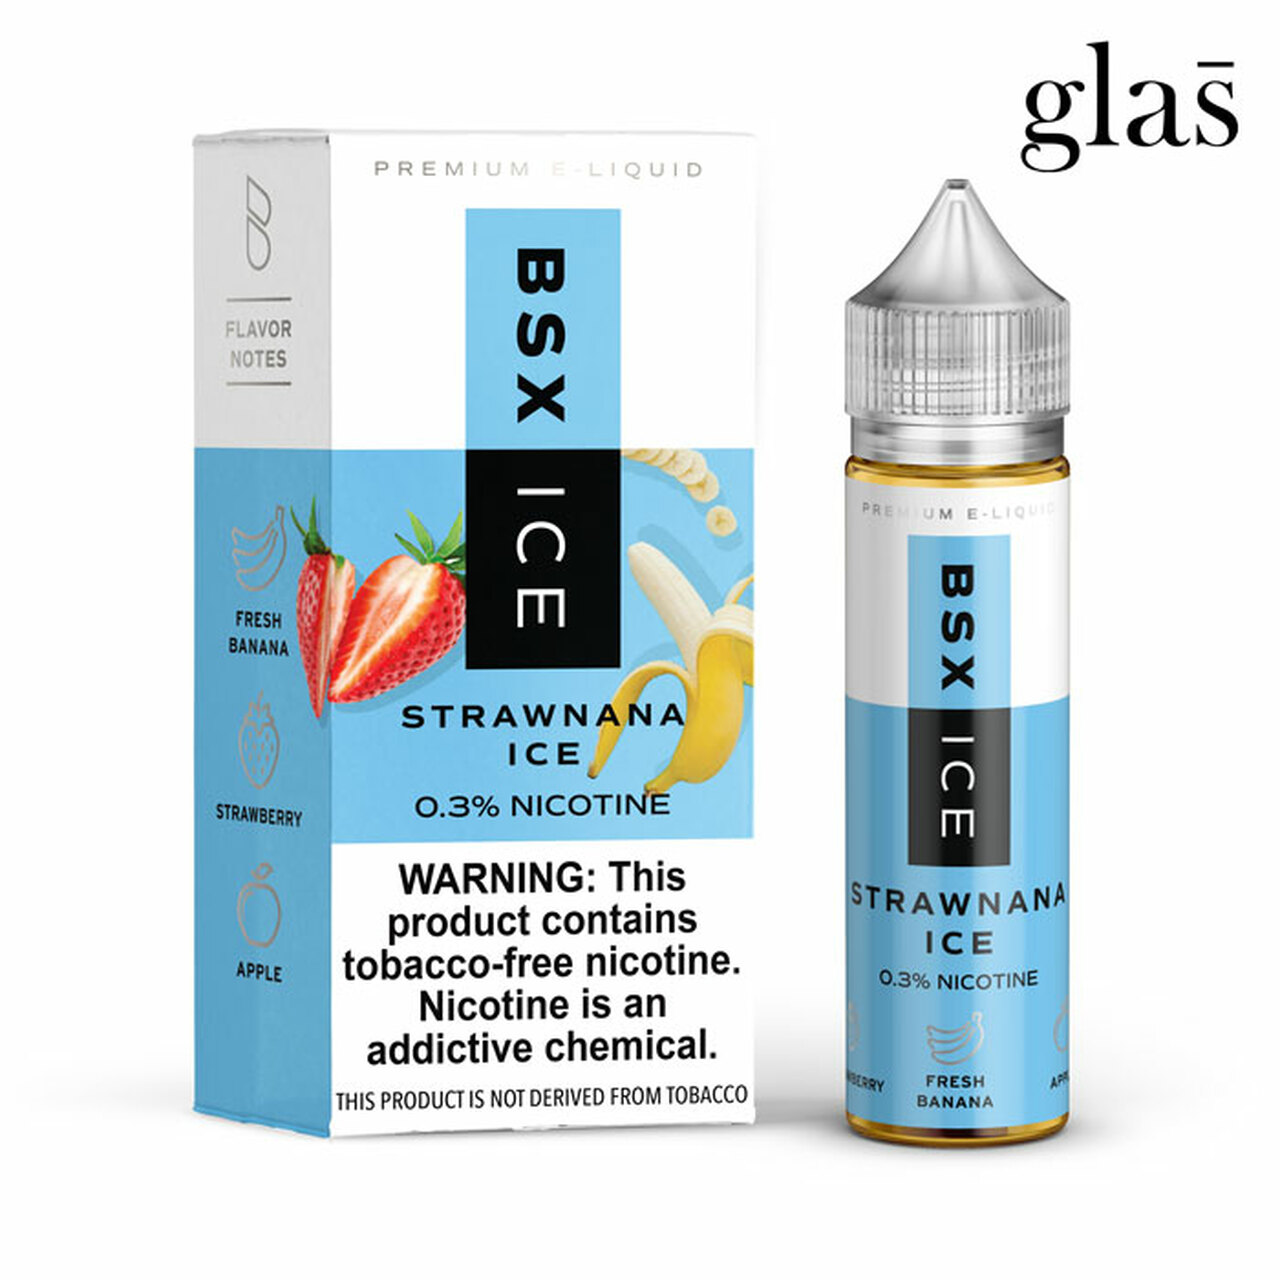 glas̄
PREMIUM E-LIQUID
BSX ICE
STRAWNANA
ICE
0.3% NICOTINE
WARNING: This
product contains
tobacco-free nicotine.
Nicotine is an
addictive chemical.
THIS PRODUCT IS NOT DERIVED FROM TOBACCO
FLAVOR
NOTES
FRESH
BANANA
STRAWBERRY
APPLE
PREMIUM E-LIQUID
BSX ICE
STRAWNANA
ICE
0.3% NICOTINE
FRESH
BANANA